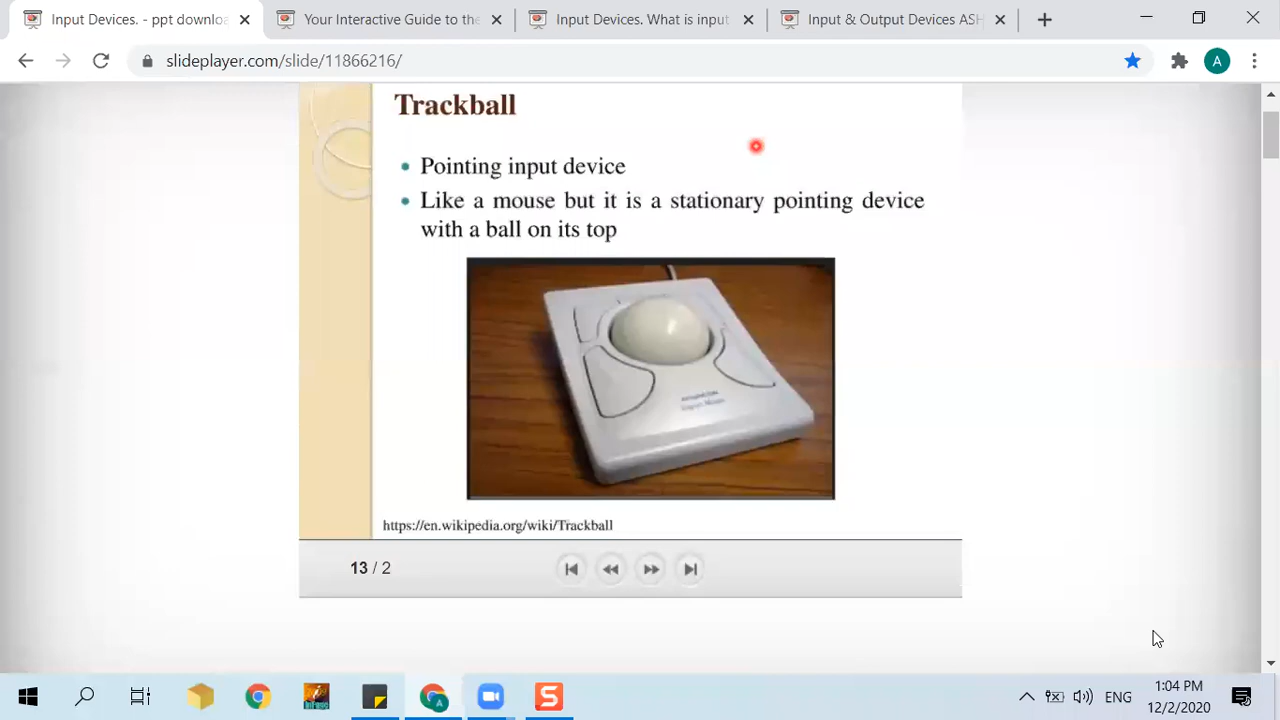 Input Devices. - ppt downloa
Your Interactive Guide to the
Input Devices. What is input
Input & Output Devices ASH
slideplayer.com/slide/11866216/
A
Trackball
Pointing input device
Like a mouse but it is a stationary pointing device
with a ball on its top
https://en.wikipedia.org/wiki/Trackball
13 / 2
A
S
ENG
1:04 PM
12/2/2020